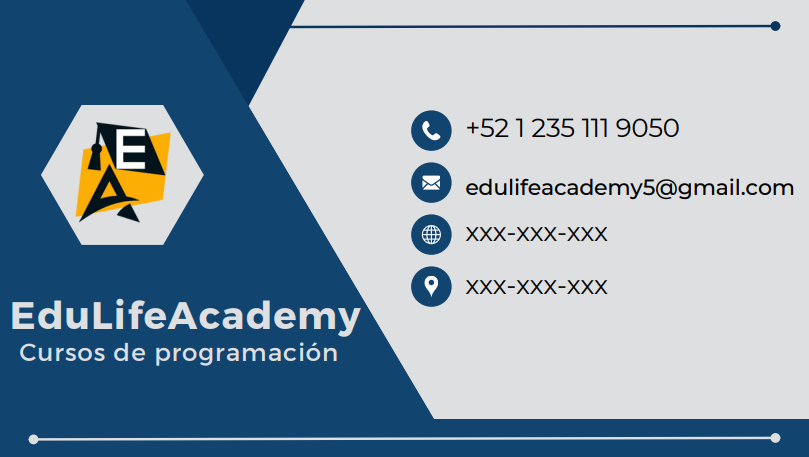 E
A
EduLifeAcademy
Cursos de programación
+52 1 235 111 9050
edulifeacademy5@gmail.com
xxx-xxx-xxx
xxx-xxx-xxx